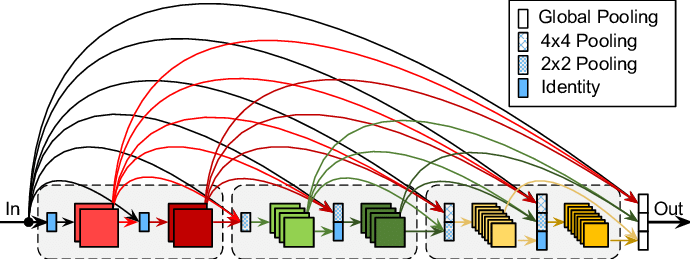 Global Pooling
4x4 Pooling
2x2 Pooling
Identity
In
Out